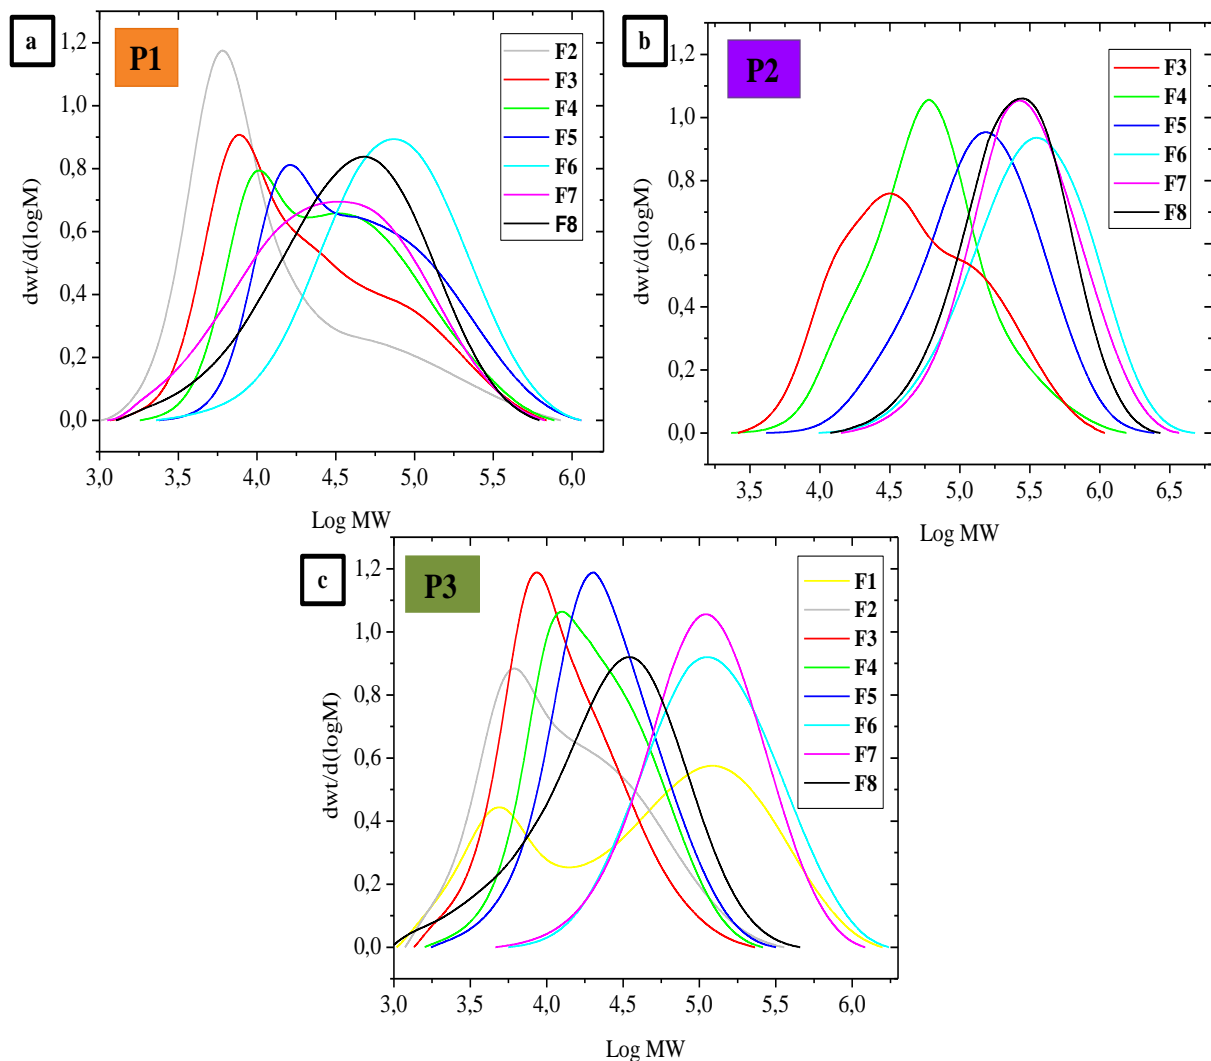 a
P1
1,2
1,0
0,8
0,6
0,4
0,2
0,0
dwt/d(logM)
3,0 3,5 4,0 4,5 5,0 5,5 6,0
Log MW
F2
F3
F4
F5
F6
F7
F8
b
P2
1,2
1,0
0,8
0,6
0,4
0,2
0,0
dwt/d(logM)
3,5 4,0 4,5 5,0 5,5 6,0 6,5
Log MW
F3
F4
F5
F6
F7
F8
c
P3
1,2
1,0
0,8
0,6
0,4
0,2
0,0
dwt/d(logM)
3,0 3,5 4,0 4,5 5,0 5,5 6,0
Log MW
F1
F2
F3
F4
F5
F6
F7
F8